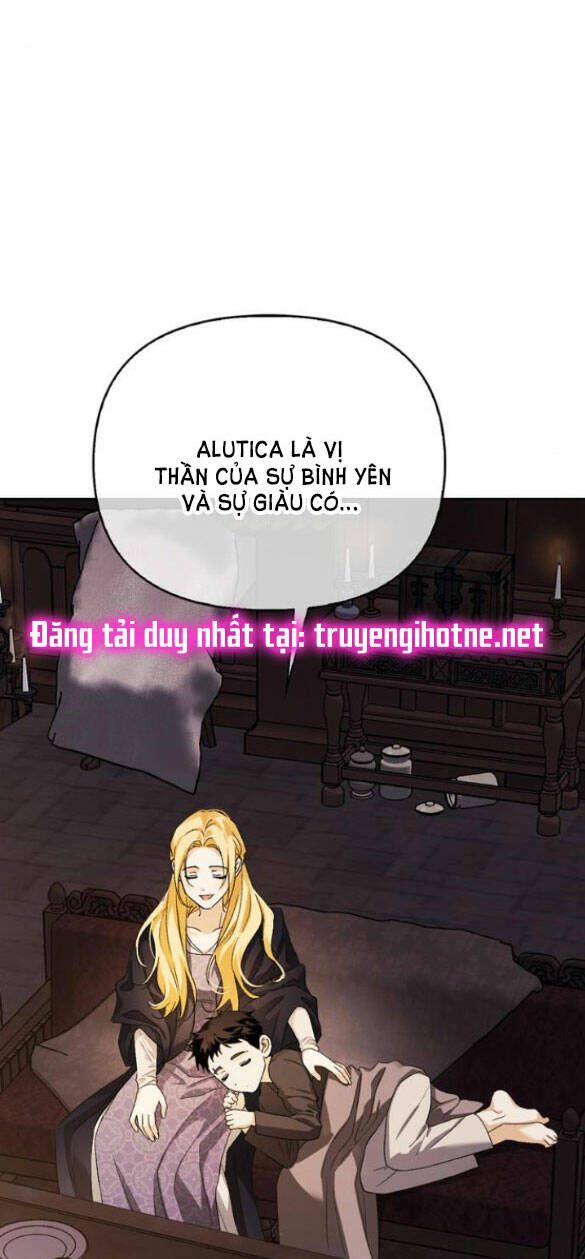 ALUTICA LÀ VỊ
THẦN CỦA SỰ BÌNH YÊN
VÀ SỰ GIÀU CÓ...
Đăng tải duy nhất tại: truyengihotne.net